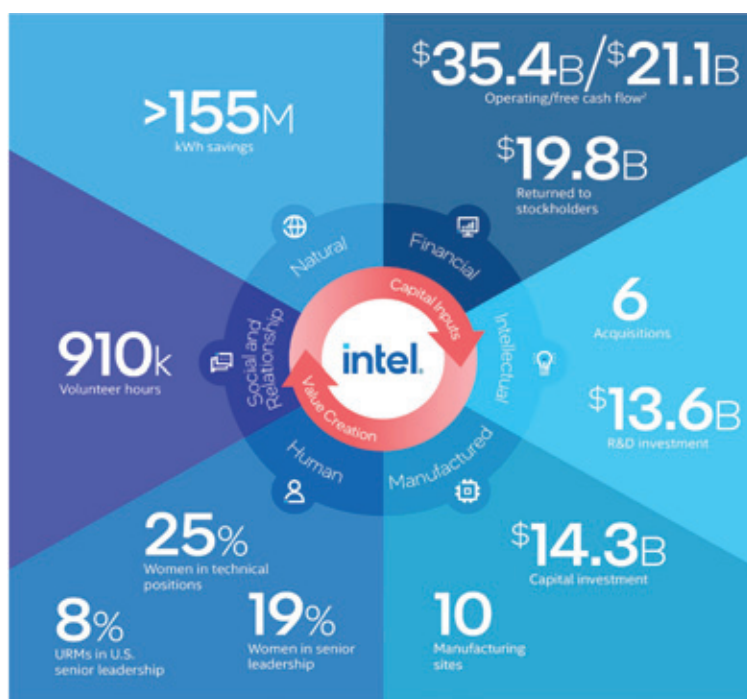 $35.4B/$21.1B
Operating/free cash flow²
>155M
kWh savings
$19.8B
Returned to
stockholders
Natural
Financial
Capital Inputs
6
Acquisitions
910k
Volunteer hours
Social and
Relationship
intel.
Intellectual
$13.6B
R&D investment
Value Creation
Human
Manufactured
25%
Women in technical
positions
$14.3B
Capital investment
8%
URMs in U.S.
senior leadership
19%
Women in senior
leadership
10
Manufacturing
sites